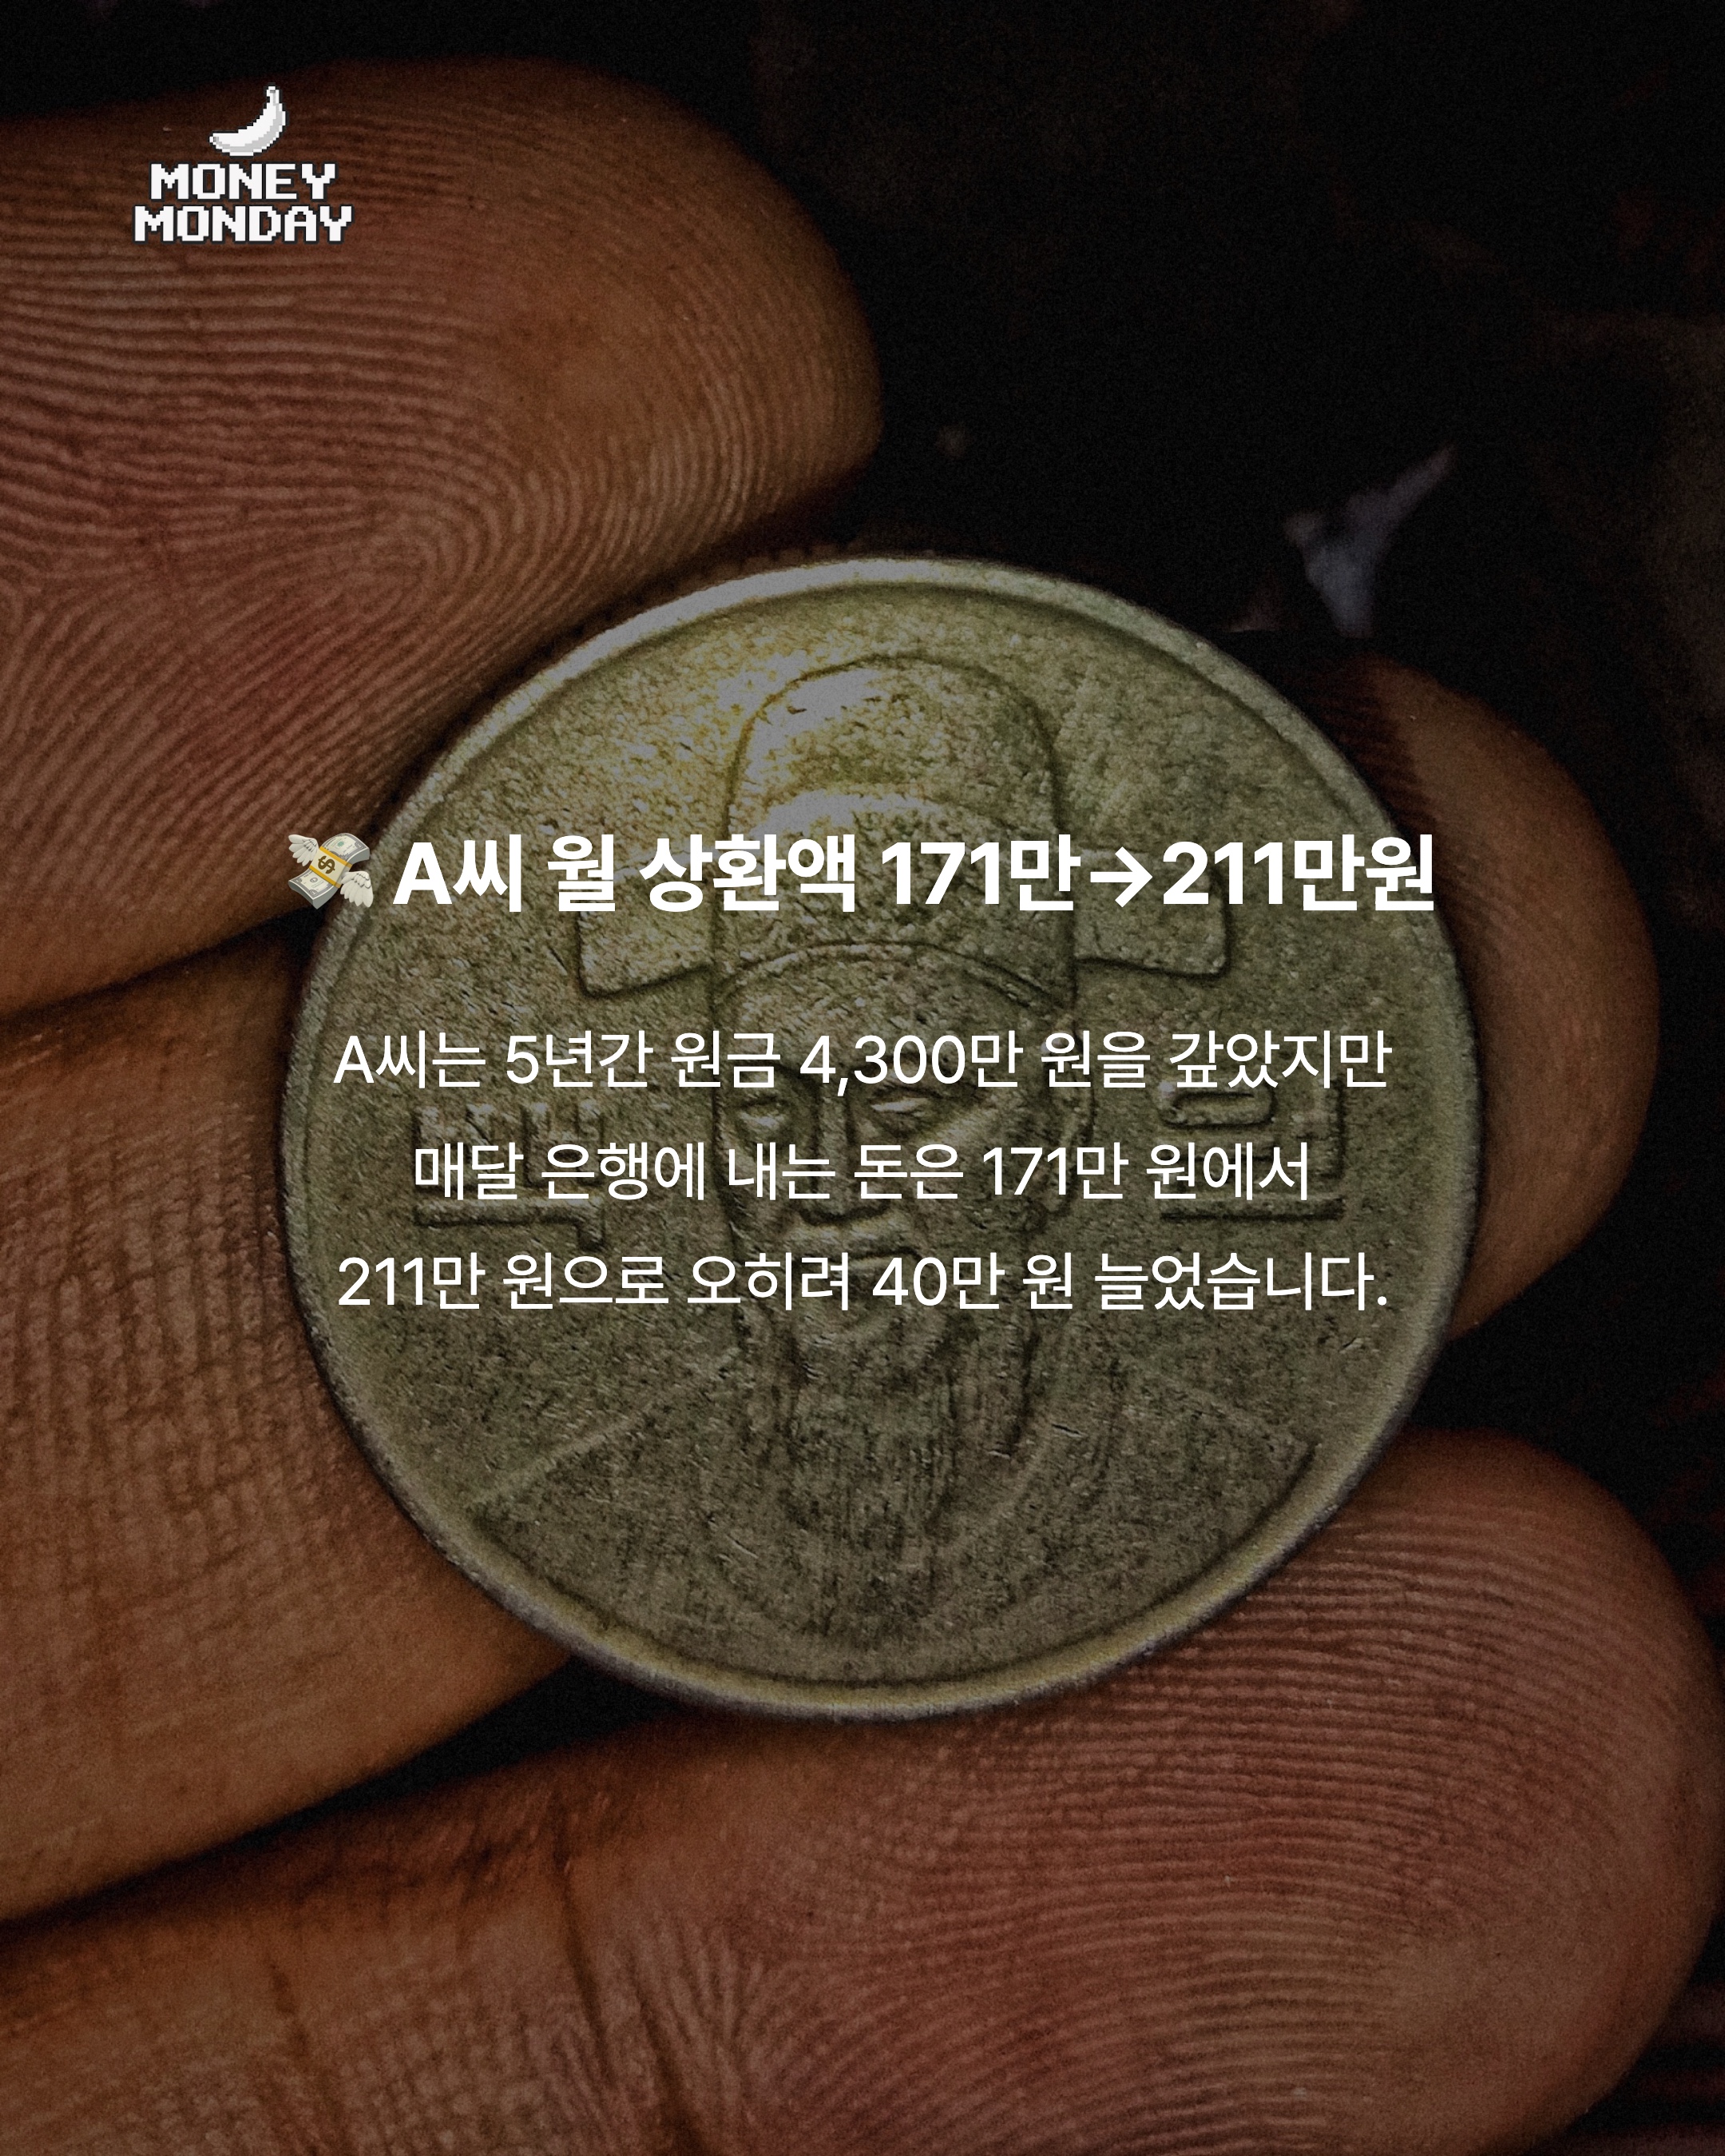 MONEY
MONDAY
💸 A씨 월 상환액 171만→211만원
A씨는 5년간 원금 4,300만 원을 갚았지만
매달 은행에 내는 돈은 171만 원에서
211만 원으로 오히려 40만 원 늘었습니다.
백 원